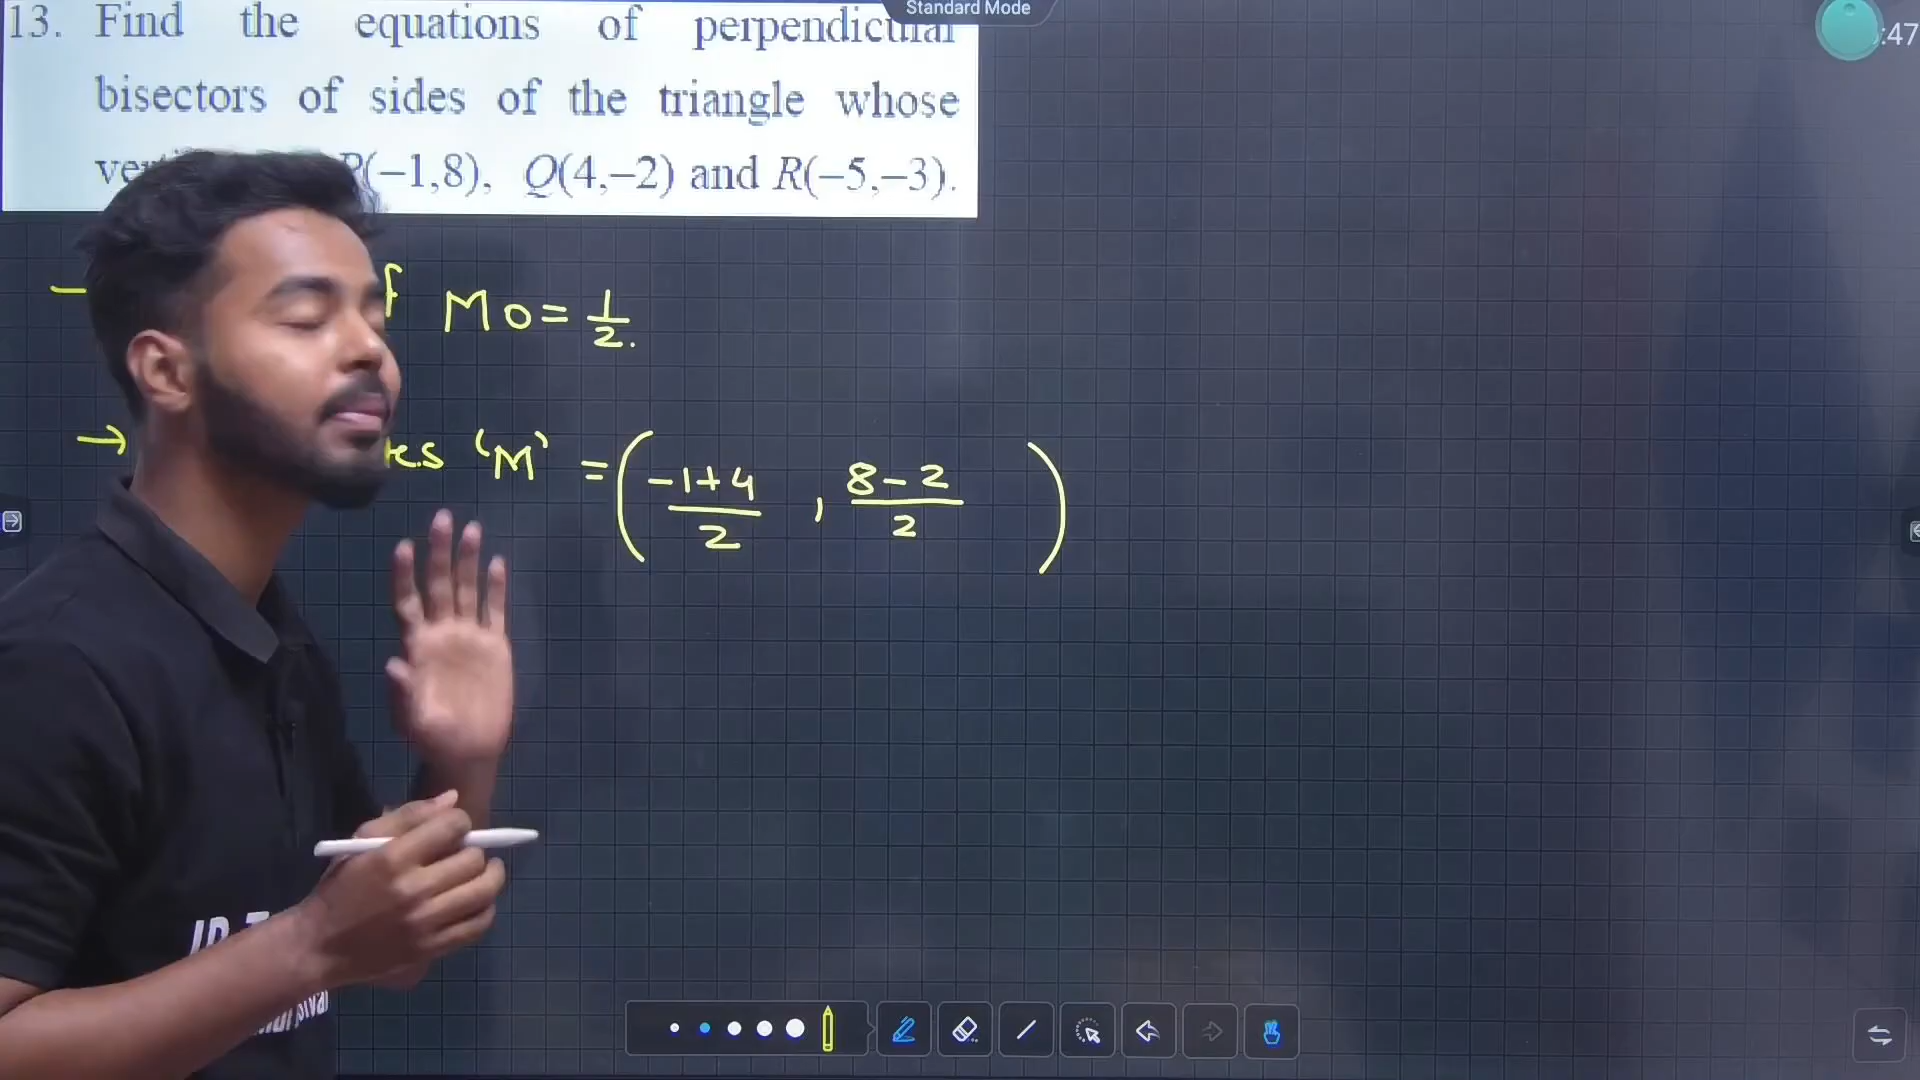 Standard Mode
:47
13. Find the equations of perpendicular
bisectors of sides of the triangle whose
P(−1,8), Q(4,−2) and R(−5,−3).
− f MO = 1/2.
→ es ‘M’ = ( -1+4/2 , 8-2/2 )